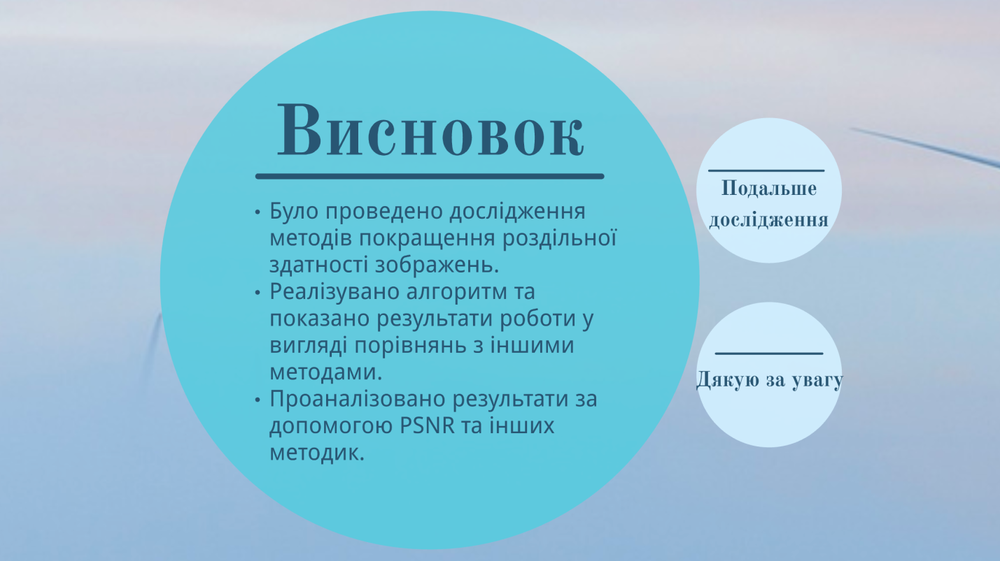 Висновок
• Було проведено дослідження
методів покращення роздільної
здатності зображень.
• Реалізувано алгоритм та
показано результати роботи у
вигляді порівнянь з іншими
методами.
• Проаналізовано результати за
допомогою PSNR та інших
методик.
Подальше
дослідження
Дякую за увагу